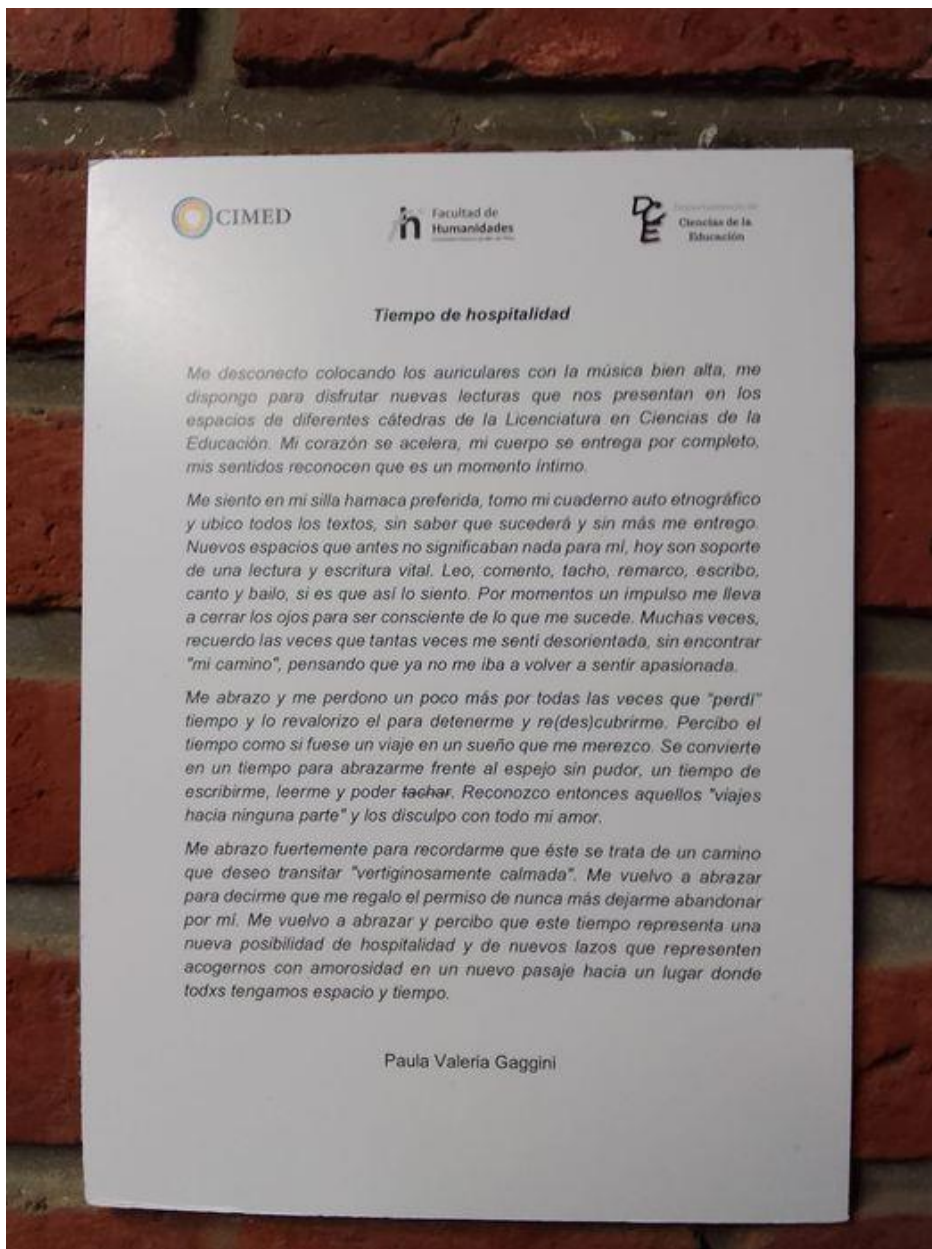 CIMED
Facultad de
Humanidades
DCE
Ciencias de la
Educación
Tiempo de hospitalidad
Me desconecto colocando los auriculares con la música bien alta, me
dispongo para disfrutar nuevas lecturas que nos presentan en los
espacios de diferentes cátedras de la Licenciatura en Ciencias de la
Educación. Mi corazón se acelera, mi cuerpo se entrega por completo,
mis sentidos reconocen que es un momento íntimo.
Me siento en mi silla hamaca preferida, tomo mi cuaderno auto etnográfico
y ubico todos los textos, sin saber que sucederá y sin más me entrego.
Nuevos espacios que antes no significaban nada para mí, hoy son soporte
de una lectura y escritura vital. Leo, comento, tacho, remarco, escribo,
canto y bailo, si es que así lo siento. Por momentos un impulso me lleva
a cerrar los ojos para ser consciente de lo que me sucede. Muchas veces,
recuerdo las veces que tantas veces me sentí desorientada, sin encontrar
"mi camino", pensando que ya no me iba a volver a sentir apasionada.
Me abrazo y me perdono un poco más por todas las veces que "perdí"
tiempo y lo revalorizo el para detenerme y re(des)cubrirme. Percibo el
tiempo como si fuese un viaje en un sueño que me merezco. Se convierte
en un tiempo para abrazarme frente al espejo sin pudor, un tiempo de
escribirme, leerme y poder tachar. Reconozco entonces aquellos "viajes
hacia ninguna parte" y los disculpo con todo mi amor.
Me abrazo fuertemente para recordarme que éste se trata de un camino
que deseo transitar "vertiginosamente calmada". Me vuelvo a abrazar
para decirme que me regalo el permiso de nunca más dejarme abandonar
por mí. Me vuelvo a abrazar y percibo que este tiempo representa una
nueva posibilidad de hospitalidad y de nuevos lazos que representen
acogernos con amorosidad en un nuevo pasaje hacia un lugar donde
todxs tengamos espacio y tiempo.
Paula Valeria Gaggini